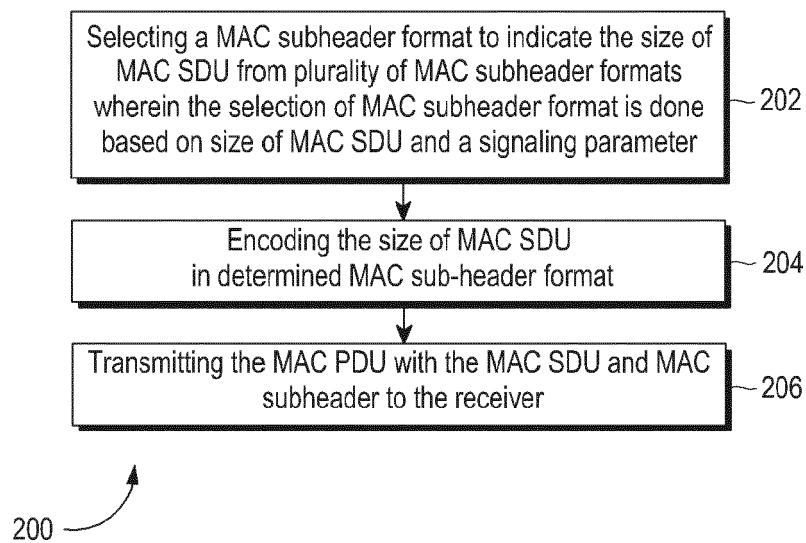 Selecting a MAC subheader format to indicate the size of
MAC SDU from plurality of MAC subheader formats
wherein the selection of MAC subheader format is done
based on size of MAC SDU and a signaling parameter
202
Encoding the size of MAC SDU
in determined MAC sub-header format
204
Transmitting the MAC PDU with the MAC SDU and MAC
subheader to the receiver
206
200